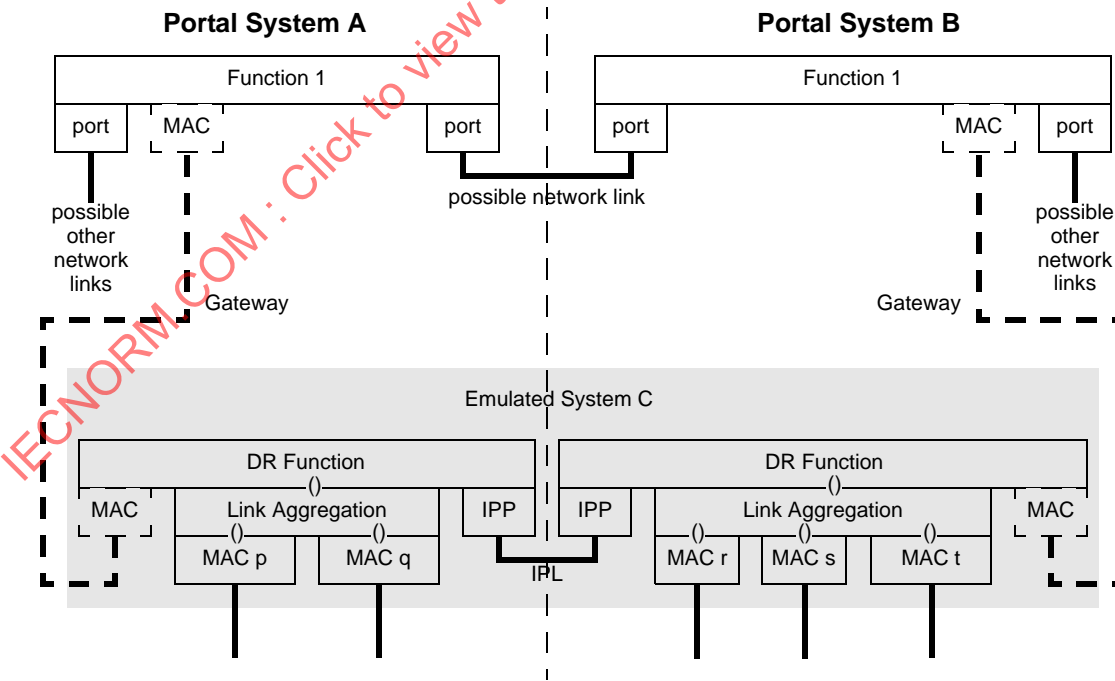 Portal System A
Portal System B
Function 1
Function 1
port
MAC
port
port
MAC
port
possible network link
possible
other
network
links
possible
other
network
links
Gateway
Gateway
Emulated System C
DR Function
DR Function
()
()
MAC
Link Aggregation
IPP
IPP
Link Aggregation
MAC
()
()
()
()
()
MAC p
MAC q
IPL
MAC r
MAC s
MAC t
IECNORM.COM : Click to view